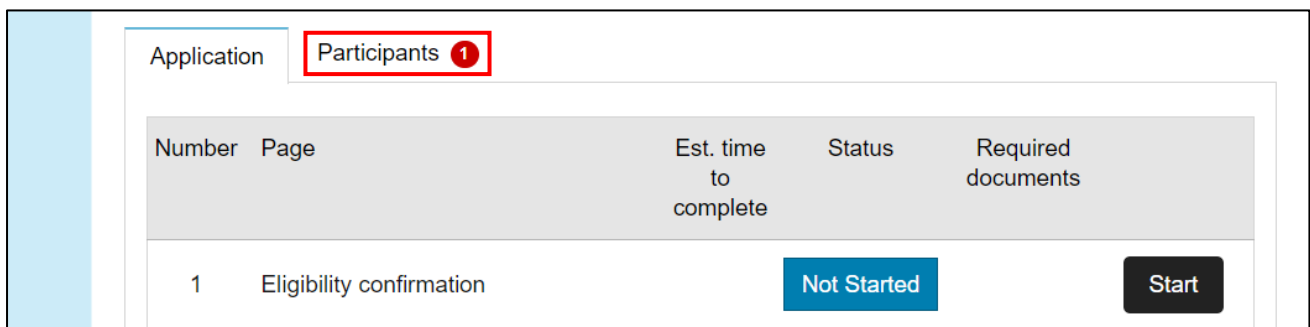 Application
Participants 1
Number Page Est. time to complete Status Required documents
1 Eligibility confirmation Not Started Start